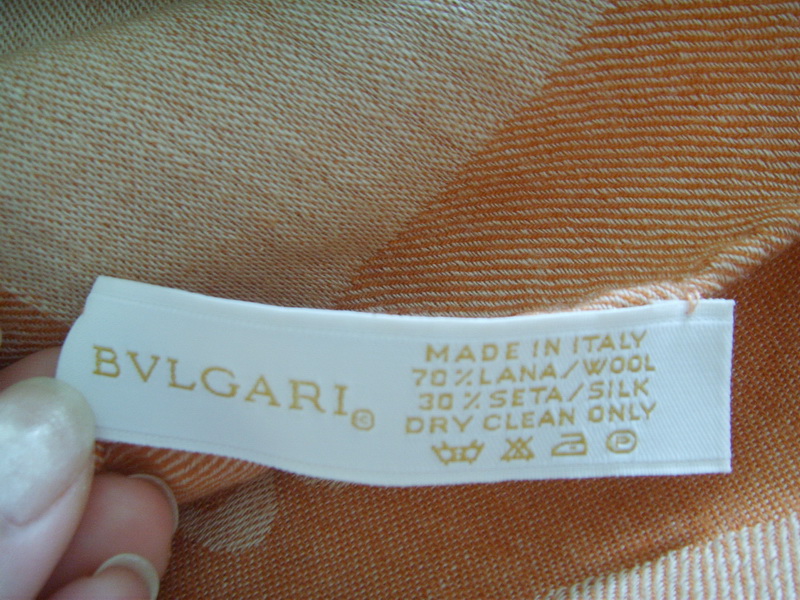 BVLGARI©
MADE IN ITALY
70%LANA/WOOL
30%SETA/SILK
DRY CLEAN ONLY
P